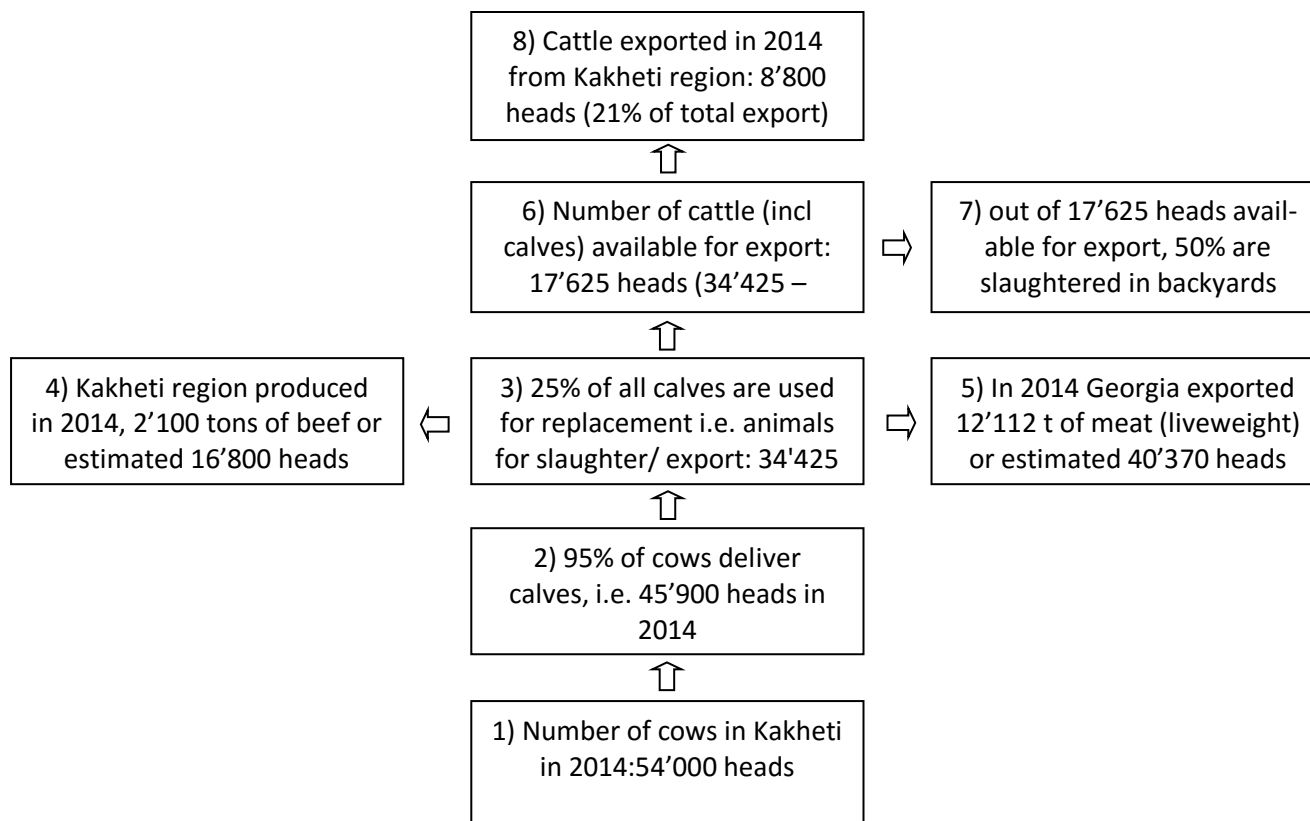 8) Cattle exported in 2014
from Kakheti region: 8’800
heads (21% of total export)
6) Number of cattle (incl
calves) available for export:
17’625 heads (34’425 –
7) out of 17’625 heads avail-
able for export, 50% are
slaughtered in backyards
4) Kakheti region produced
in 2014, 2’100 tons of beef or
estimated 16’800 heads
3) 25% of all calves are used
for replacement i.e. animals
for slaughter/ export: 34'425
5) In 2014 Georgia exported
12’112 t of meat (liveweight)
or estimated 40’370 heads
2) 95% of cows deliver
calves, i.e. 45’900 heads in
2014
1) Number of cows in Kakheti
in 2014:54’000 heads